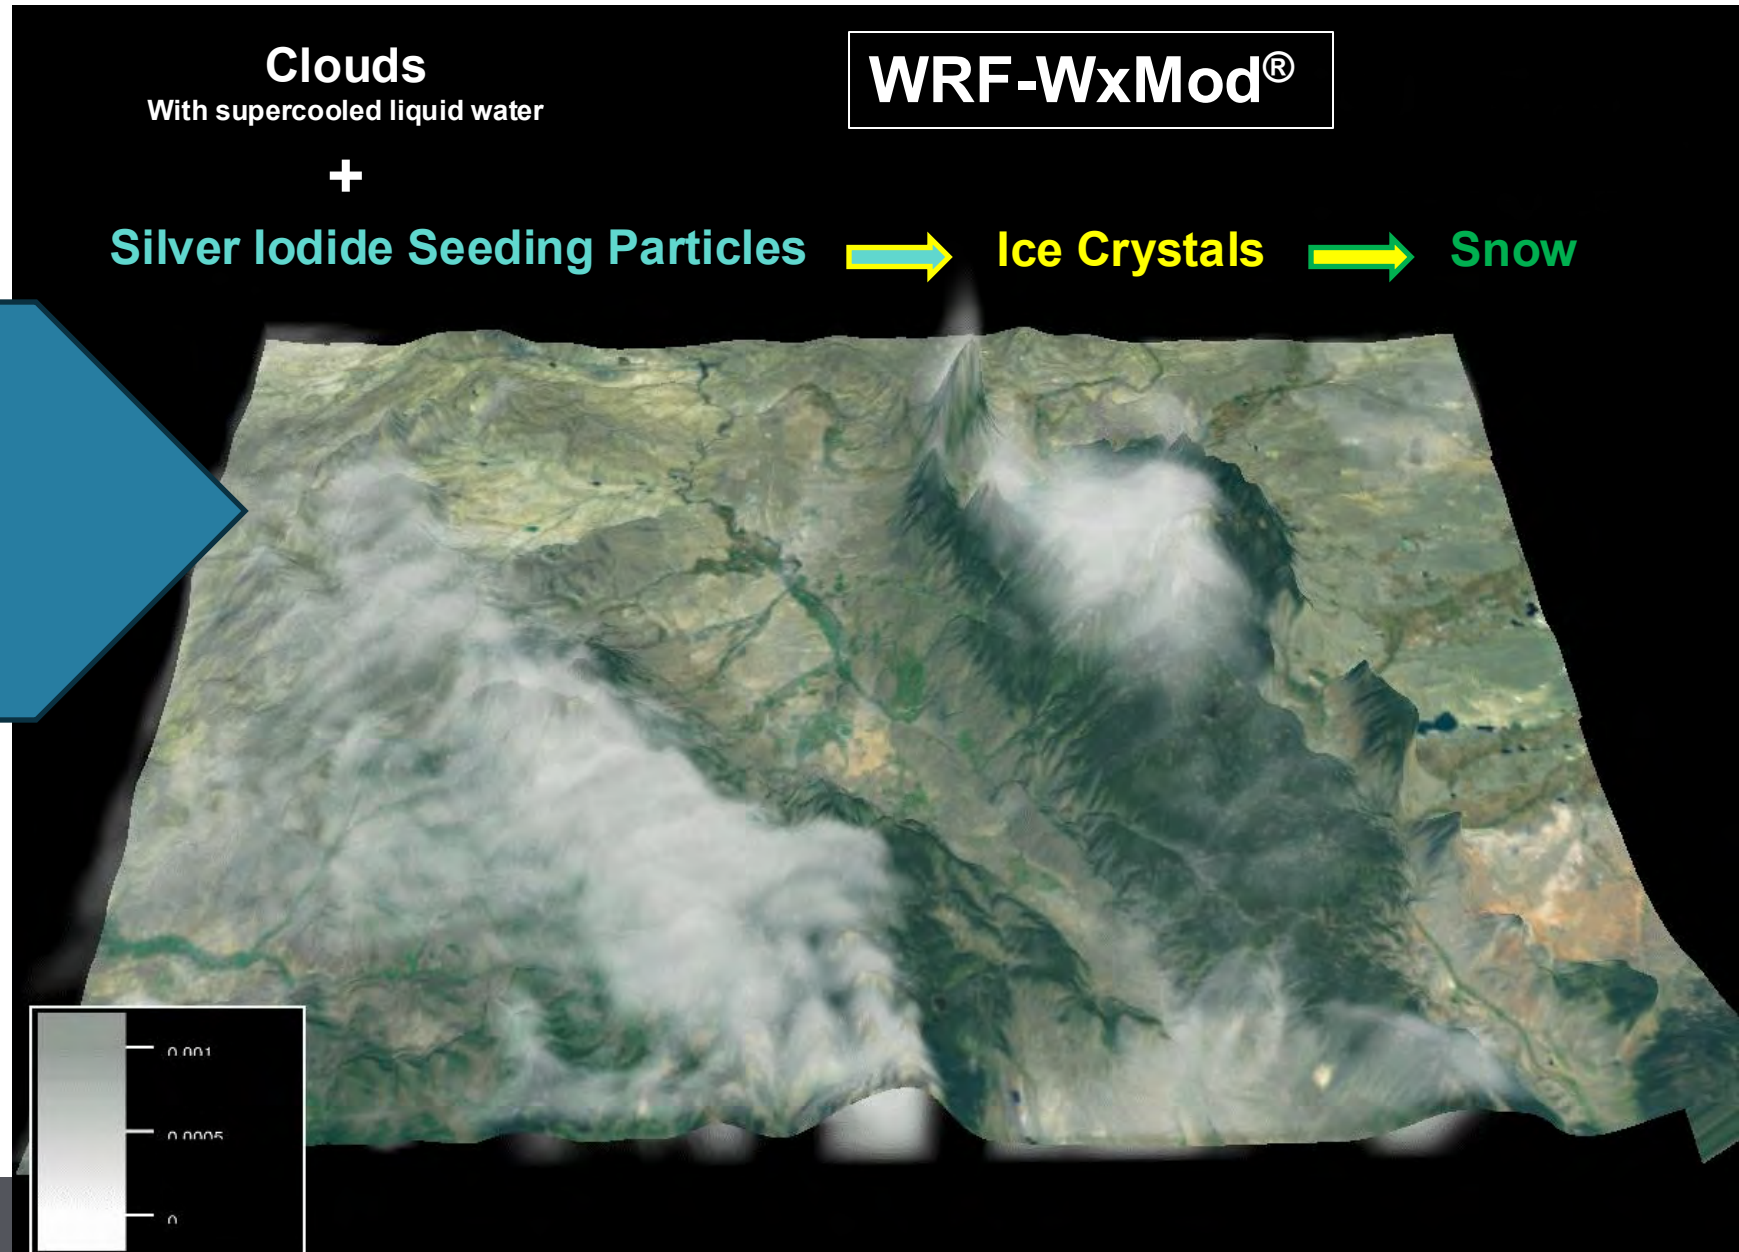 Clouds
With supercooled liquid water
WRF-WxMod®
+
Silver Iodide Seeding Particles
Ice Crystals
Snow
0.001
0.0005
0